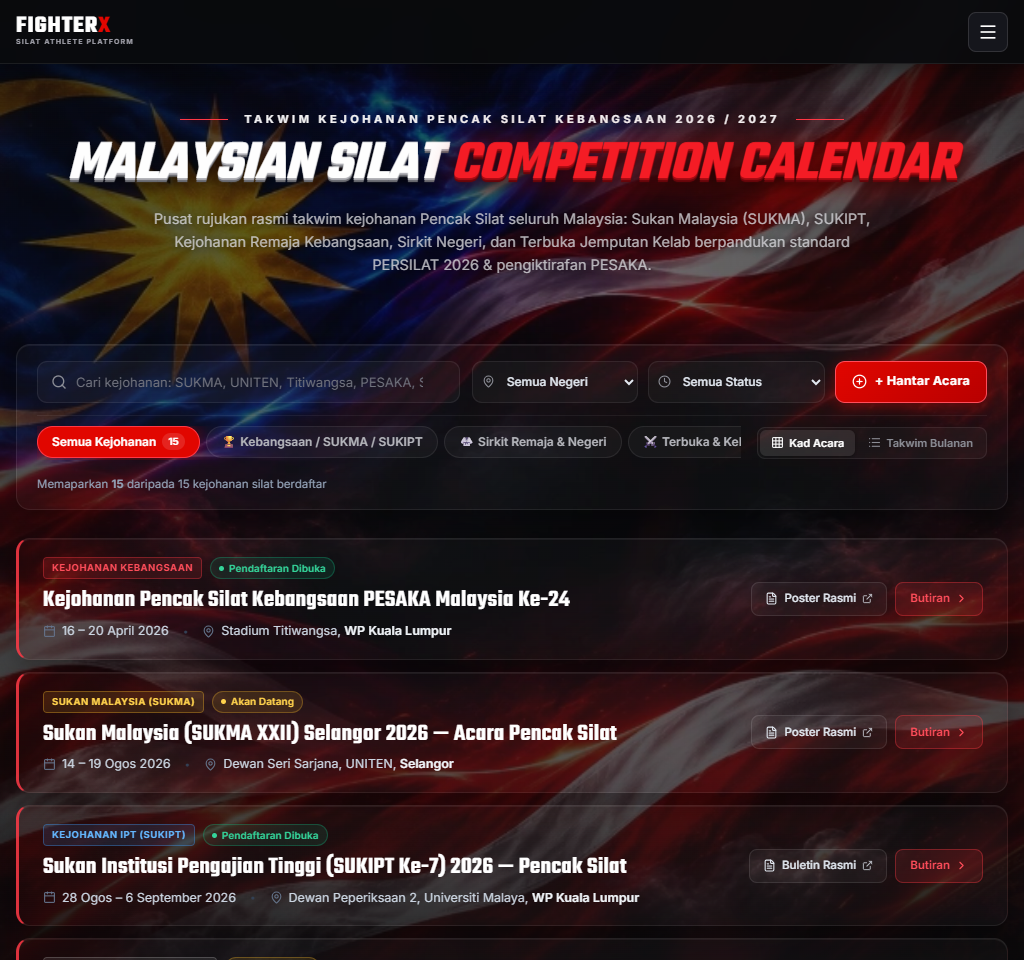 FIGHTERX
SILAT ATHLETE PLATFORM
TAKWIM KEJOHANAN PENCAK SILAT KEBANGSAAN 2026 / 2027
MALAYSIAN SILAT COMPETITION CALENDAR
Pusat rujukan rasmi takwim kejohanan Pencak Silat seluruh Malaysia: Sukan Malaysia (SUKMA), SUKIPT,
Kejohanan Remaja Kebangsaan, Sirkit Negeri, dan Terbuka Jemputan Kelab berpandukan standard
PERSILAT 2026 & pengiktirafan PESAKA.
Cari kejohanan: SUKMA, UNITEN, Titiwangsa, PESAKA, S
Semua Negeri
Semua Status
+ Hantar Acara
Semua Kejohanan 15
Kebangsaan / SUKMA / SUKIPT
Sirkit Remaja & Negeri
Terbuka & Kel
Kad Acara
Takwim Bulanan
Memaparkan 15 daripada 15 kejohanan silat berdaftar
KEJOHANAN KEBANGSAAN
Pendaftaran Dibuka
Kejohanan Pencak Silat Kebangsaan PESAKA Malaysia Ke-24
16 – 20 April 2026
Stadium Titiwangsa, WP Kuala Lumpur
Poster Rasmi
Butiran
SUKAN MALAYSIA (SUKMA)
Akan Datang
Sukan Malaysia (SUKMA XXII) Selangor 2026 — Acara Pencak Silat
14 – 19 Ogos 2026
Dewan Seri Sarjana, UNITEN, Selangor
Poster Rasmi
Butiran
KEJOHANAN IPT (SUKIPT)
Pendaftaran Dibuka
Sukan Institusi Pengajian Tinggi (SUKIPT Ke-7) 2026 — Pencak Silat
28 Ogos – 6 September 2026
Dewan Peperiksaan 2, Universiti Malaya, WP Kuala Lumpur
Buletin Rasmi
Butiran